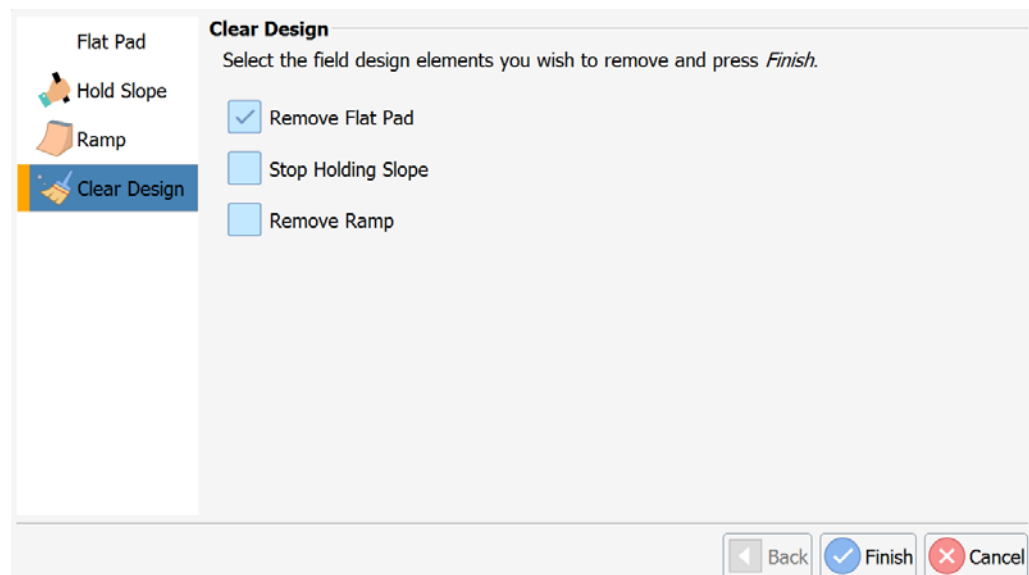 Flat Pad
Hold Slope
Ramp
Clear Design
Clear Design
Select the field design elements you wish to remove and press Finish.
Remove Flat Pad
Stop Holding Slope
Remove Ramp
Back
Finish
Cancel